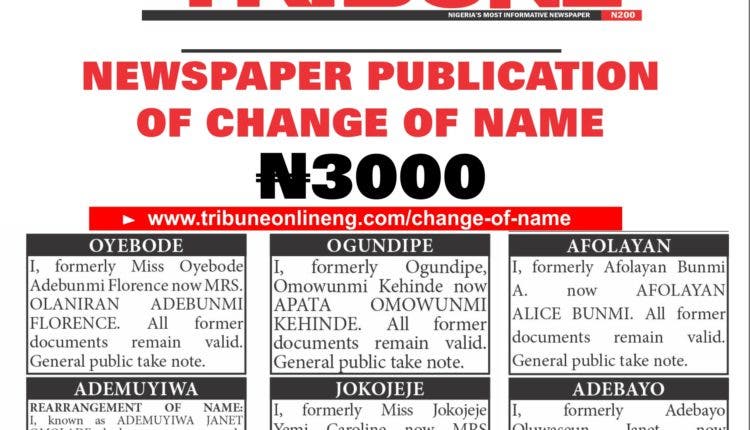 TRIBUNE
NIGERIA'S MOST INFORMATIVE NEWSPAPER N200
NEWSPAPER PUBLICATION
OF CHANGE OF NAME
₦3000
► www.tribuneonlineng.com/change-of-name
OYEBODE
I, formerly Miss Oyebode
Adebunmi Florence now MRS.
OLANIRAN ADEBUNMI
FLORENCE. All former
documents remain valid.
General public take note.
OGUNDIPE
I, formerly Ogundipe,
Omowunmi Kehinde now
APATA OMOWUNMI
KEHINDE. All former
documents remain valid.
General public take note.
AFOLAYAN
I, formerly Afolayan Bunmi
A. now AFOLAYAN
ALICE BUNMI. All former
documents remain valid.
General public take note.
ADEMUYIWA
REARRANGEMENT OF NAME:
I, known as ADEMUYIWA JANET
JOKOJEJE
I, formerly Miss Jokojeje
Yemi Caroline now MRS
ADEBAYO
I, formerly Adebayo
Oluwaseun Janet now